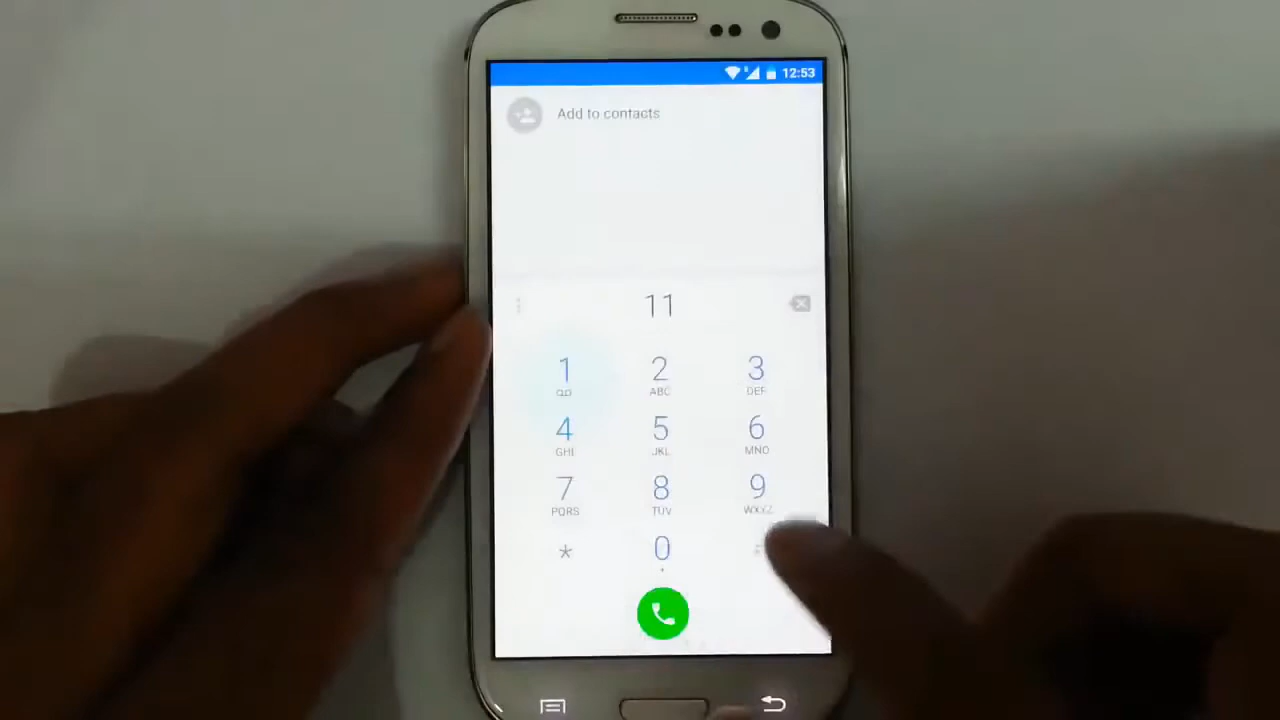 12:53
Add to contacts
11
1 2 3
ABC DEF
4 5 6
GHI JKL MNO
7 8 9
PQRS TUV WXYZ
* 0
+